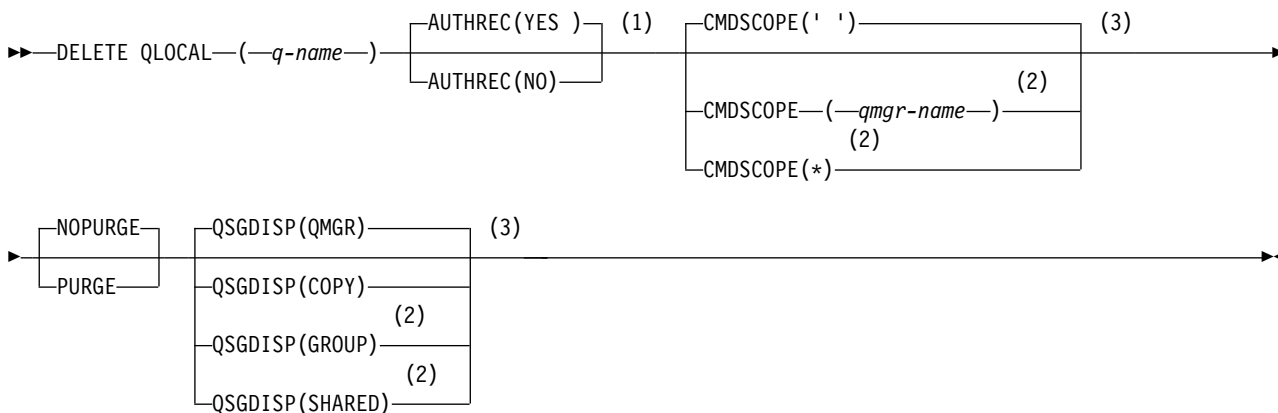 AUTHREC(YES ) (1) CMDSCOPE(' ') (3)
DELETE QLOCAL ( q-name )
AUTHREC(NO)
(2)
CMDSCOPE ( qmgr-name )
(2)
CMDSCOPE(*)
NOPURGE QSGDISP(QMGR) (3)
PURGE QSGDISP(COPY)
(2)
QSGDISP(GROUP)
(2)
QSGDISP(SHARED)